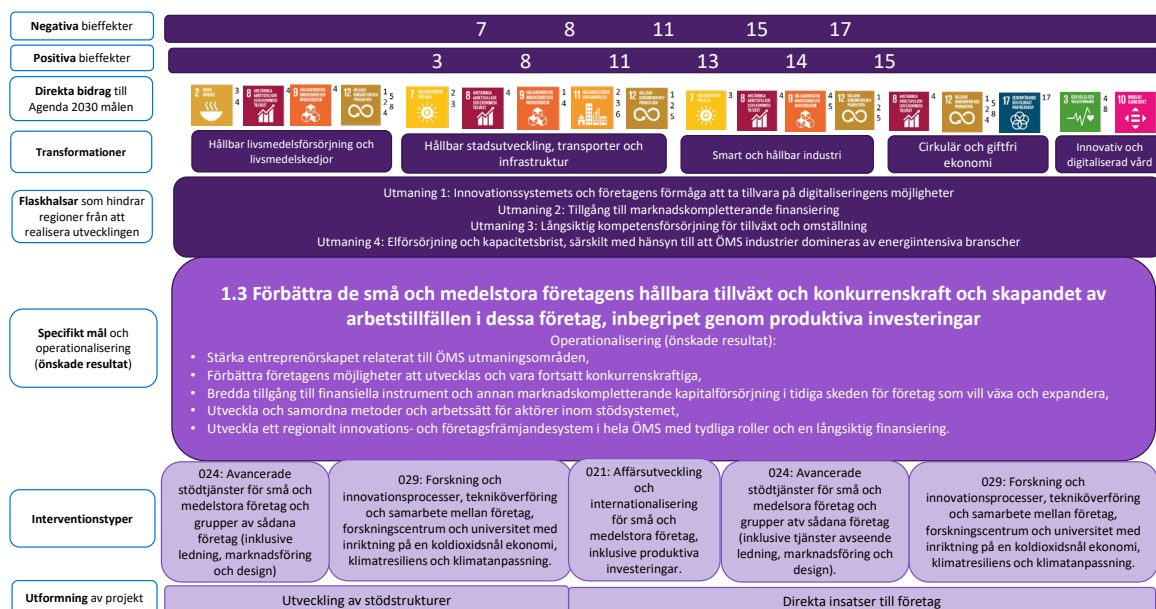 Negativa bieffekter
7 8 11 15 17
Positiva bieffekter
3 8 11 13 14 15
Direkta bidrag till
Agenda 2030 målen
Transformationer
Hållbar livsmedelsförsörjning och
livsmedelskedjor
Hållbar stadsutveckling, transporter och
infrastruktur
Smart och hållbar industri
Cirkulär och giftfri
ekonomi
Innovativ och
digitaliserad vård
Flaskhalsar som hindrar
regioner från att
realisera utvecklingen
Utmaning 1: Innovationssystemets och företagens förmåga att ta tillvara på digitaliseringens möjligheter
Utmaning 2: Tillgång till marknadskompletterande finansiering
Utmaning 3: Långsiktig kompetensförsörjning för tillväxt och omställning
Utmaning 4: Elförsörjning och kapacitetsbrist, särskilt med hänsyn till att ÖMS industrier domineras av energiintensiva branscher
Specifikt mål och
operationalisering
(önskade resultat)
1.3 Förbättra de små och medelstora företagens hållbara tillväxt och konkurrenskraft och skapandet av
arbetstillfällen i dessa företag, inbegripet genom produktiva investeringar
Operationalisering (önskade resultat):
• Stärka entreprenörskapet relaterat till ÖMS utmaningsområden,
• Förbättra företagens möjligheter att utvecklas och vara fortsatt konkurrenskraftiga,
• Bredda tillgång till finansiella instrument och annan marknadskompletterande kapitalförsörjning i tidiga skeden för företag som vill växa och expandera,
• Utveckla och samordna metoder och arbetssätt för aktörer inom stödsystemet,
• Utveckla ett regionalt innovations- och företagsfrämjandesystem i hela ÖMS med tydliga roller och en långsiktig finansiering.
Interventionstyper
024: Avancerade
stödtjänster för små och
medelstora företag och
grupper av sådana
företag (inklusive
ledning, marknadsföring
och design)
029: Forskning och
innovationsprocesser, tekniköverföring
och samarbete mellan företag,
forskningscentrum och universitet med
inriktning på en koldioxidsnål ekonomi,
klimatresiliens och klimatanpassning.
021: Affärsutveckling
och
internationalisering
för små och
medelstora företag,
inklusive produktiva
investeringar.
024: Avancerade
stödtjänster för små och
medelsora företag och
grupper atv sådana företag
(inklusive tjänster avseende
ledning, marknadsföring och
design).
029: Forskning och
innovationsprocesser, tekniköverföring
och samarbete mellan företag,
forskningscentrum och universitet med
inriktning på en koldioxidsnål ekonomi,
klimatresiliens och klimatanpassning.
Utformning av projekt
Utveckling av stödstrukturer
Direkta insatser till företag